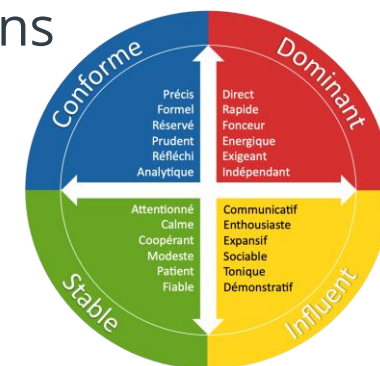 ns
Conforme
Précis
Formel
Réservé
Prudent
Réfléchi
Analytique
Dominant
Direct
Rapide
Fonceur
Energique
Exigeant
Indépendant
Attentionné
Calme
Coopérant
Modeste
Patient
Fiable
Stable
Communicatif
Enthousiaste
Expansif
Sociable
Tonique
Démonstratif
Influent